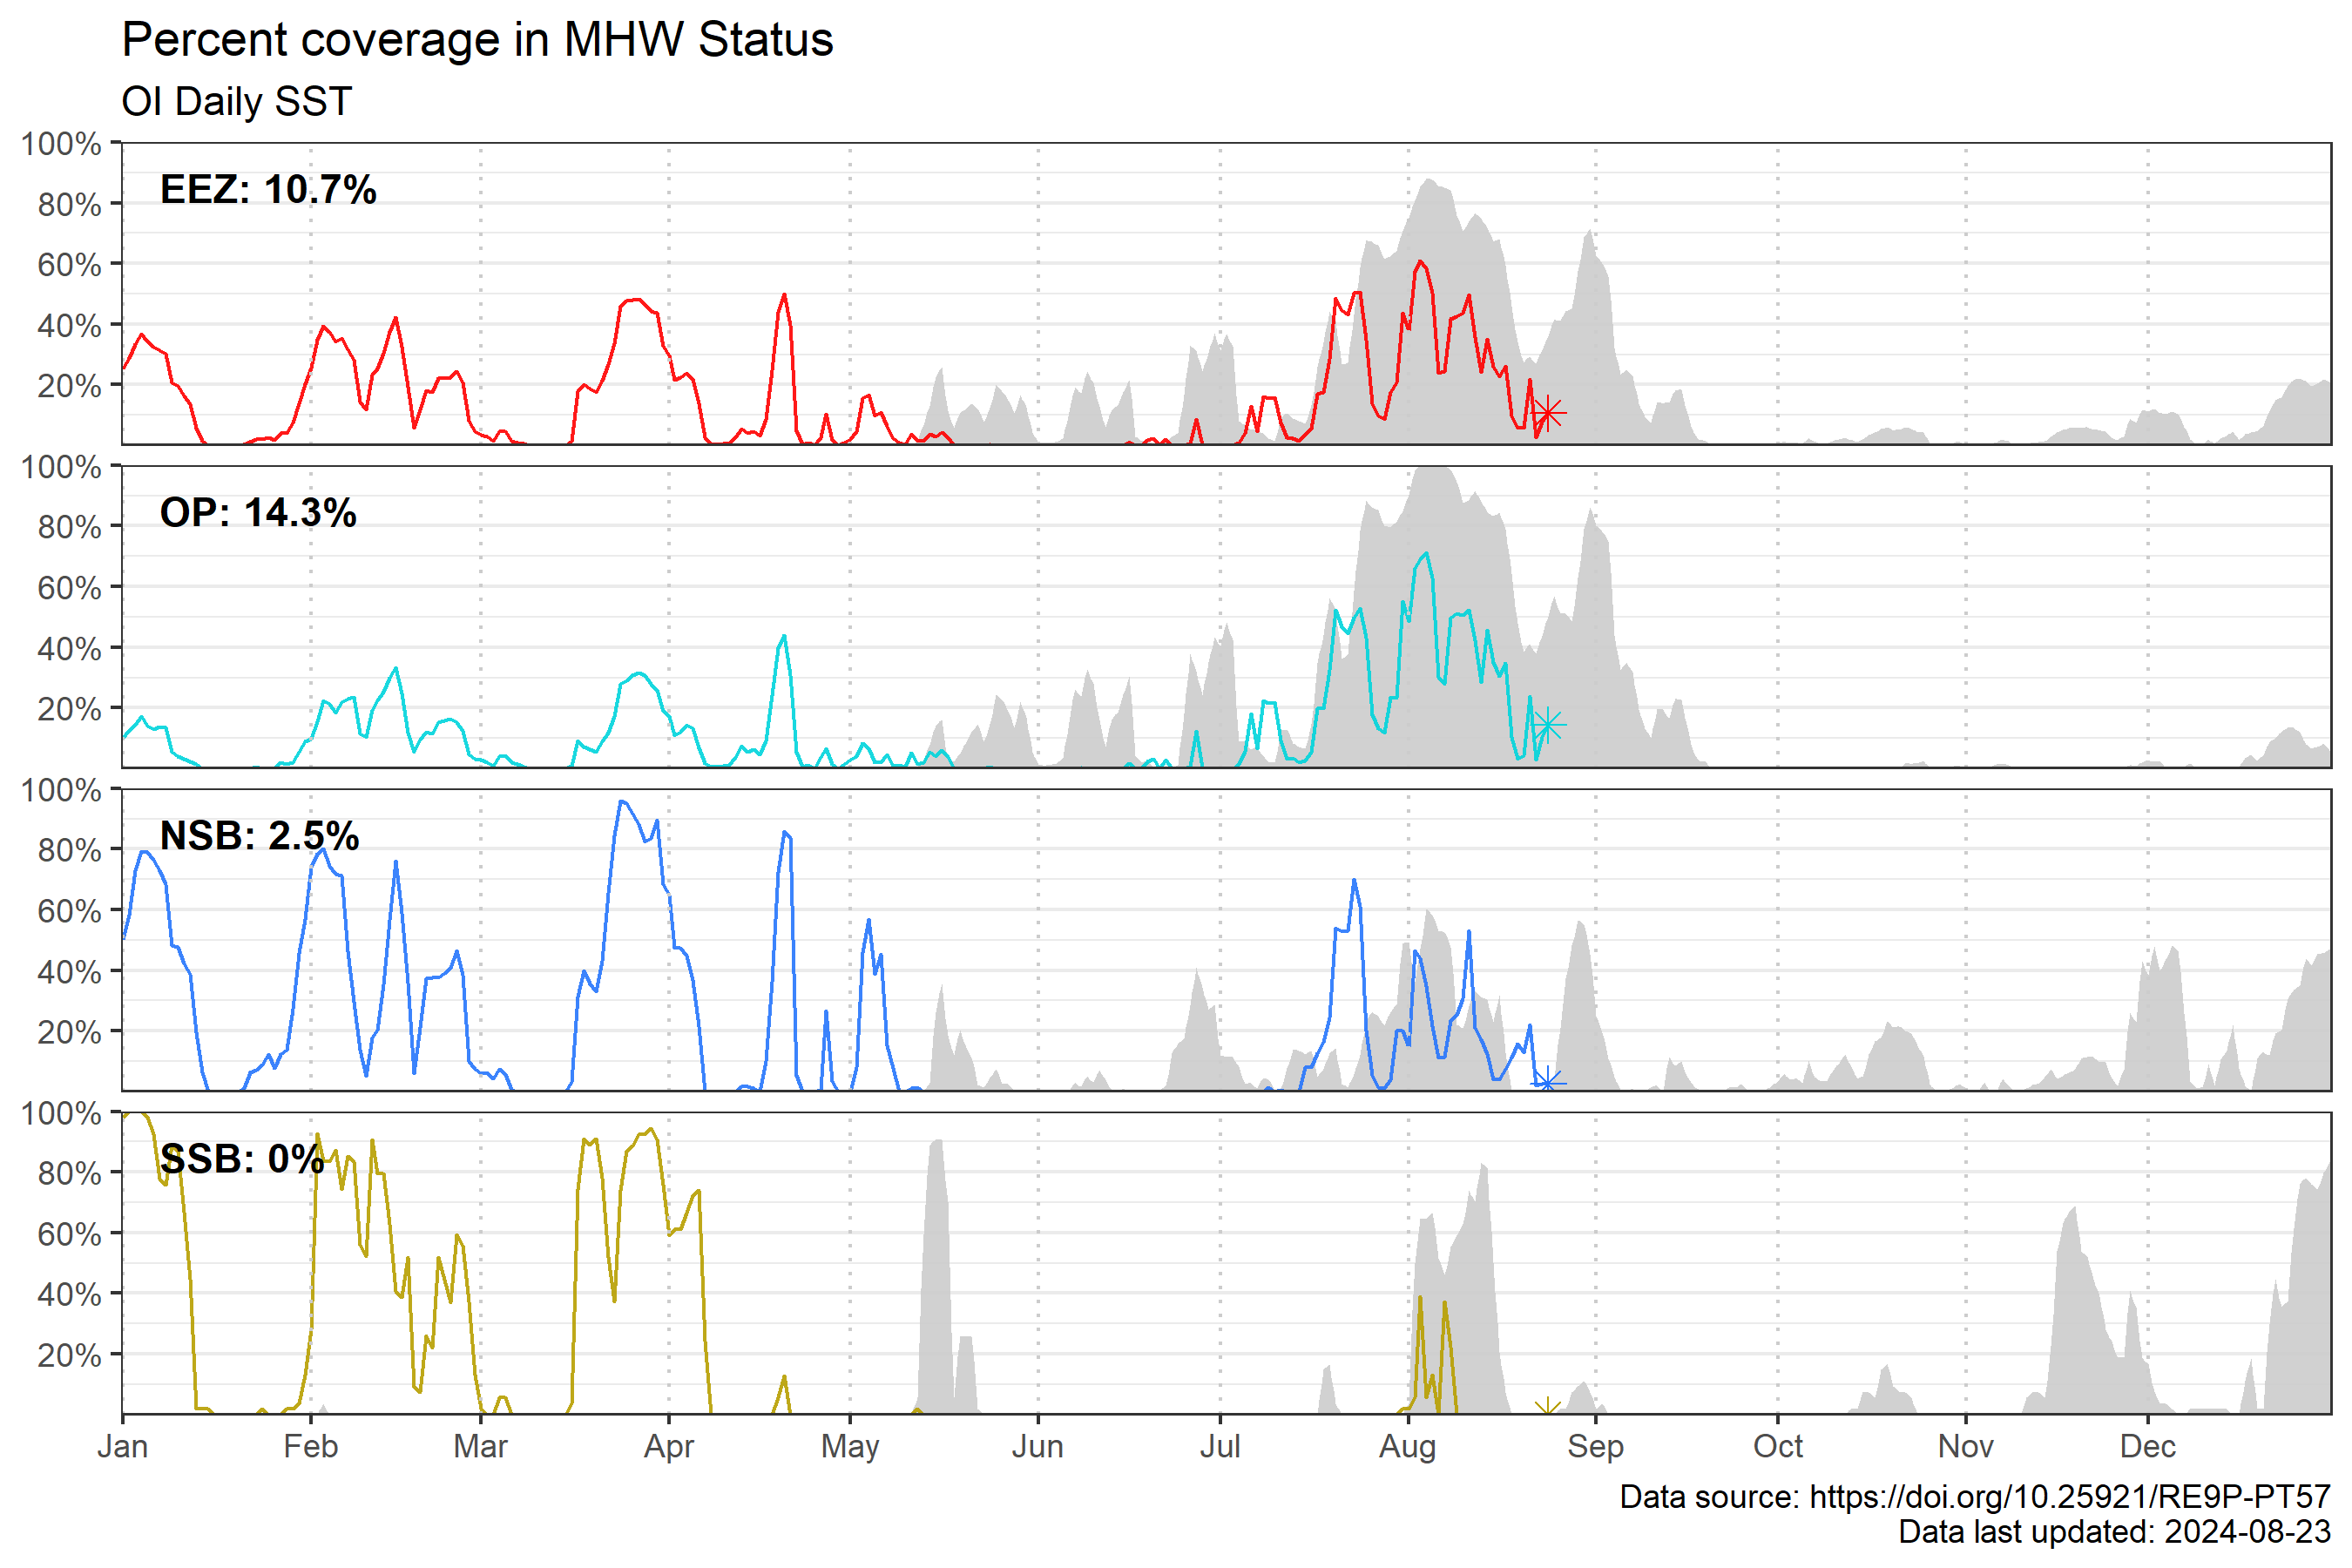 Percent coverage in MHW Status
OI Daily SST
100%
80%
60%
40%
20%
EEZ: 10.7%
100%
80%
60%
40%
20%
OP: 14.3%
100%
80%
60%
40%
20%
NSB: 2.5%
100%
80%
60%
40%
20%
SSB: 0%
Jan Feb Mar Apr May Jun Jul Aug Sep Oct Nov Dec
Data source: https://doi.org/10.25921/RE9P-PT57
Data last updated: 2024-08-23